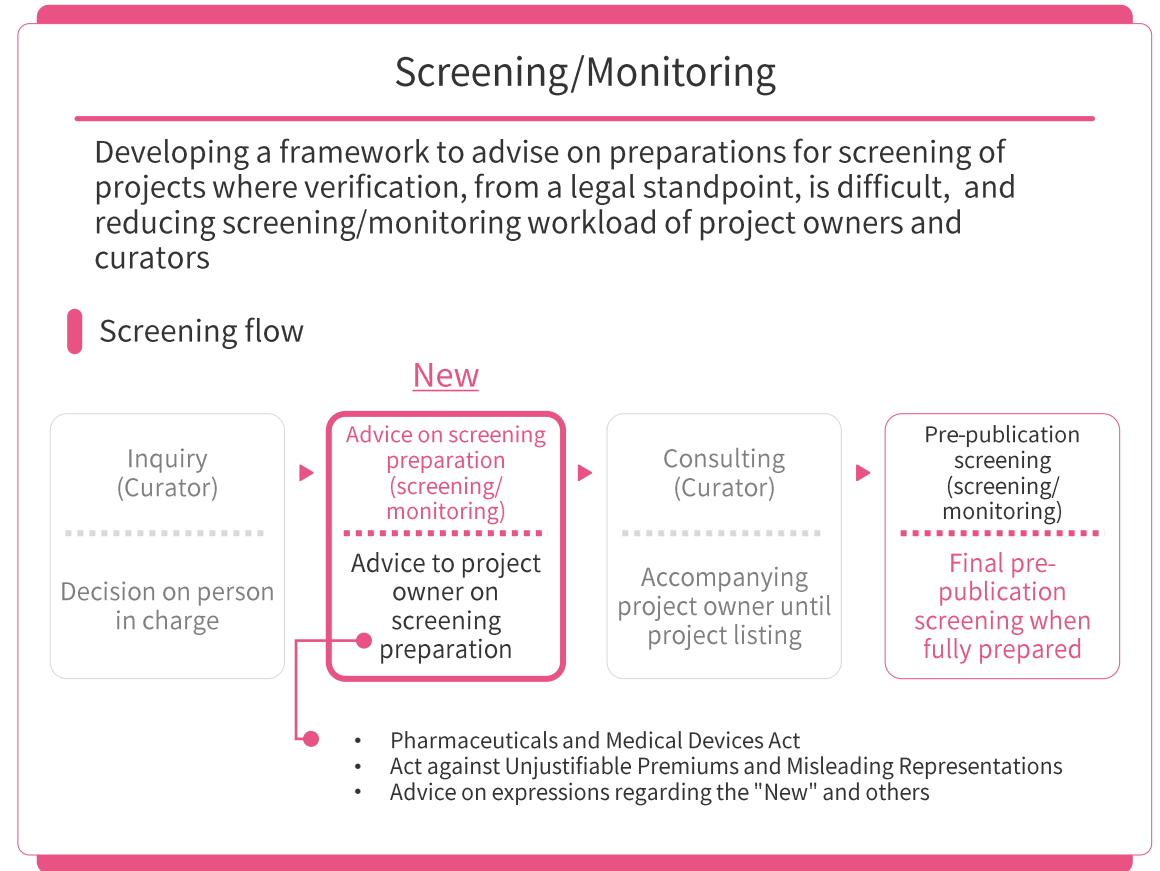 Screening/Monitoring
Developing a framework to advise on preparations for screening of
projects where verification, from a legal standpoint, is difficult,  and
reducing screening/monitoring workload of project owners and
curators
Screening flow
New
Inquiry
(Curator)
Decision on person
in charge
Advice on screening
preparation
(screening/
monitoring)
Advice to project
owner on
screening
preparation
Consulting
(Curator)
Accompanying
project owner until
project listing
Pre-publication
screening
(screening/
monitoring)
Final pre-
publication
screening when
fully prepared
• Pharmaceuticals and Medical Devices Act
• Act against Unjustifiable Premiums and Misleading Representations
• Advice on expressions regarding the "New" and others